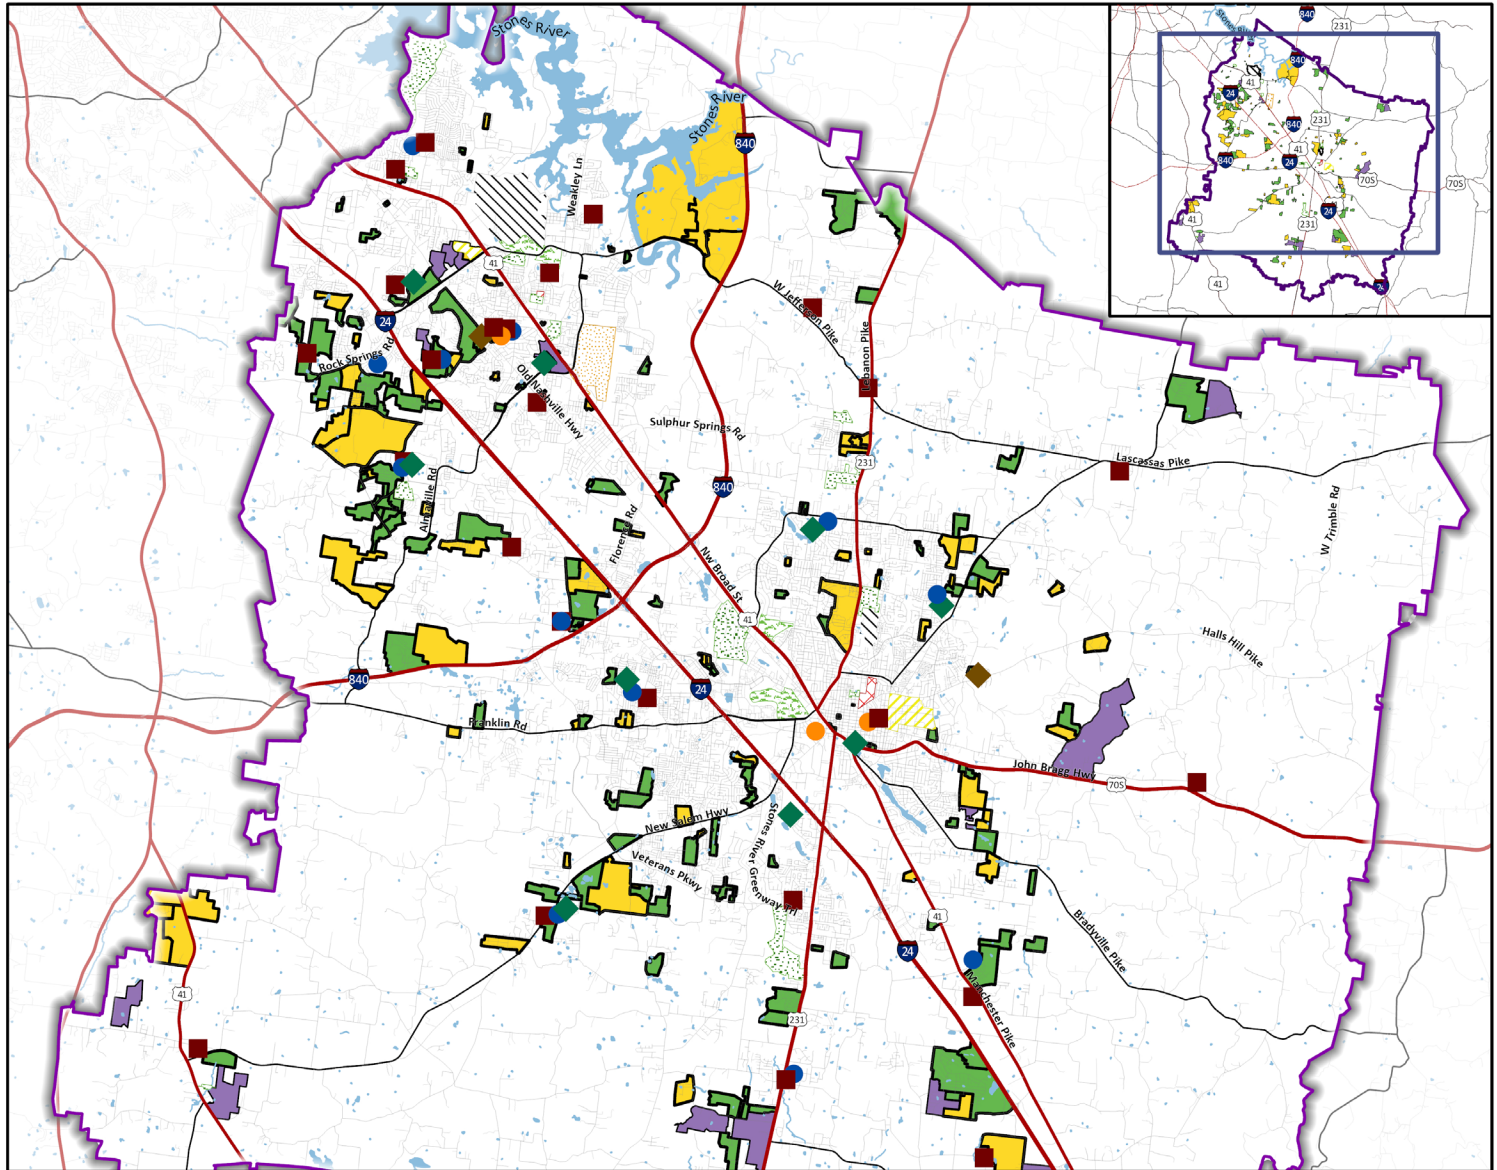 Stones River
Stones River
840
Weakley Ln
41
W Jefferson Pike
24
Rock Springs Rd
Lebanon Pike
Old Nashville Hwy
Sulphur Springs Rd
231
Lascassas Pike
840
Almaville Rd
Florence Rd
W Trimble Rd
Nw Broad St
41
Halls Hill Pike
840
24
Franklin Rd
John Bragg Hwy
70S
New Salem Hwy
Stones River Greenway Trl
Veterans Pkwy
41
Bradyville Pike
24
41
Manchester Pike
231
Stones River
840
231
840
41
24
840
231
41
840
24
70S
70S
24
41
231
41
24